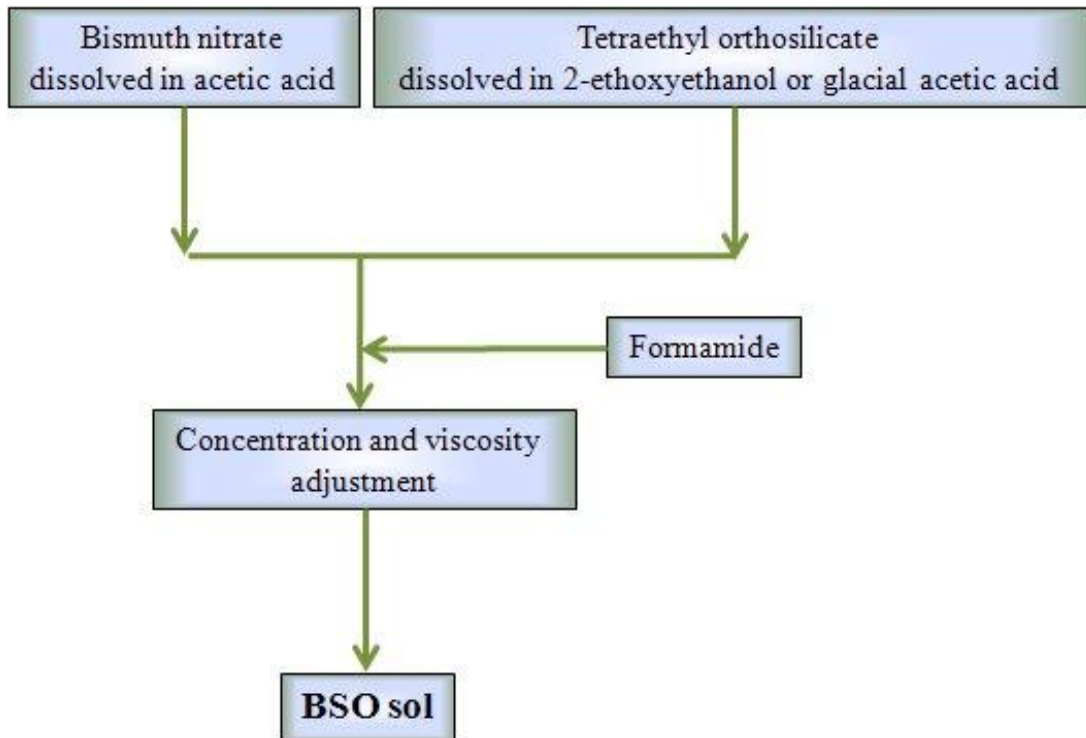 Bismuth nitrate
dissolved in acetic acid
Tetraethyl orthosilicate
dissolved in 2-ethoxyethanol or glacial acetic acid
Formamide
Concentration and viscosity
adjustment
BSO sol